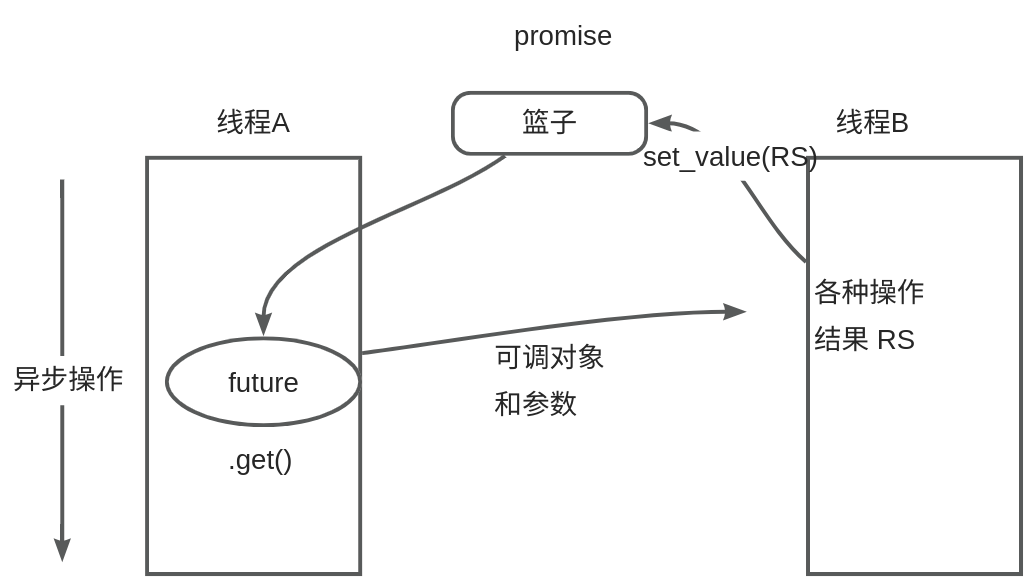 promise
线程A
篮子
线程B
set_value(RS)
各种操作
结果 RS
可调对象
和参数
异步操作
future
.get()